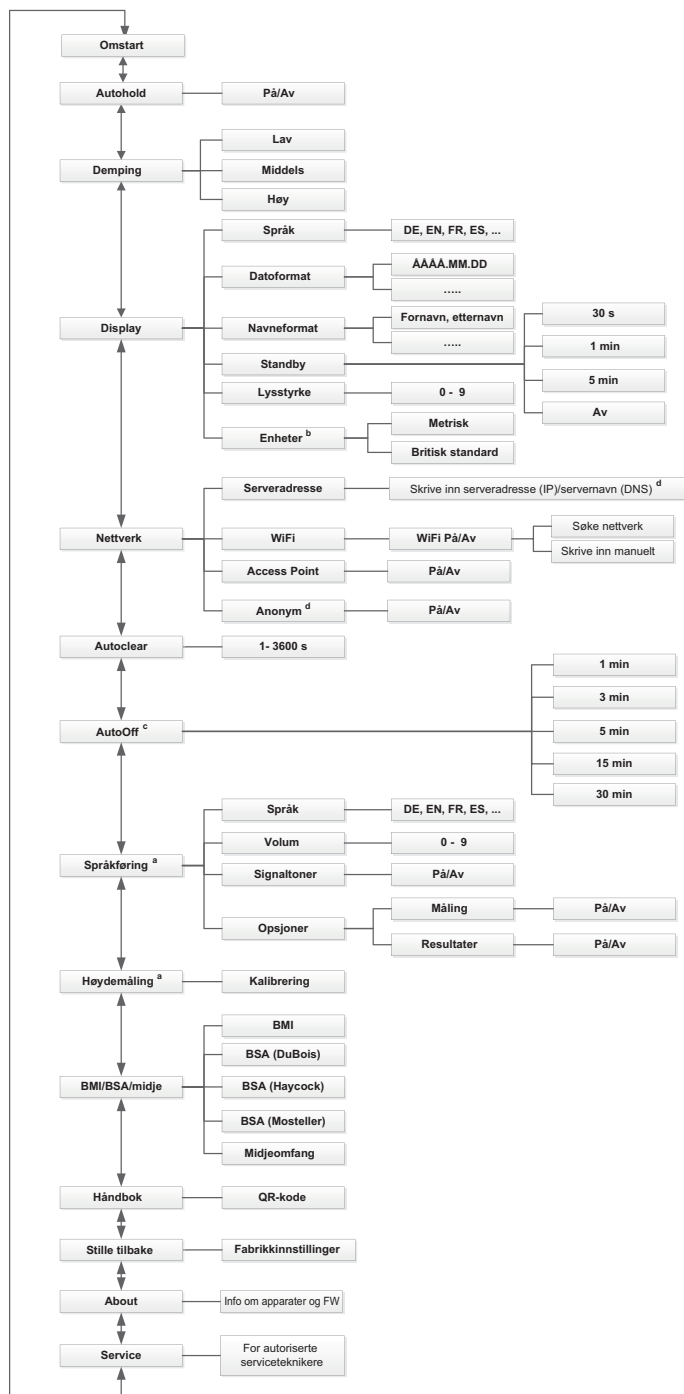 Omstart
Autohold
På/Av
Demping
Lav
Middels
Høy
Display
Språk
DE, EN, FR, ES, ...
Datoformat
ÅÅÅÅ.MM.DD
.....
Navneformat
Fornavn, etternavn
.....
Standby
30 s
1 min
5 min
Av
Lysstyrke
0 - 9
Enheter b
Metrisk
Britisk standard
Nettverk
Serveradresse
Skrive inn serveradresse (IP)/servernavn (DNS) d
WiFi
WiFi På/Av
Søke nettverk
Skrive inn manuelt
Access Point
På/Av
Anonym d
På/Av
Autoclear
1- 3600 s
AutoOff c
1 min
3 min
5 min
15 min
30 min
Språkføring a
Språk
DE, EN, FR, ES, ...
Volum
0 - 9
Signaltoner
På/Av
Opsjoner
Måling
På/Av
Resultater
På/Av
Høydemåling a
Kalibrering
BMI/BSA/midje
BMI
BSA (DuBois)
BSA (Haycock)
BSA (Mosteller)
Midjeomfang
Håndbok
QR-kode
Stille tilbake
Fabrikkinnstillinger
About
Info om apparater og FW
Service
For autoriserte
serviceteknikere